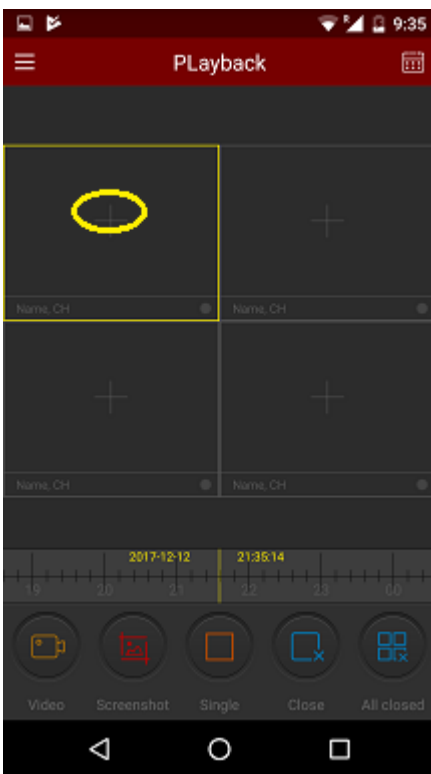 R 9:35
PLayback
Name, CH Name, CH
Name, CH Name, CH
2017-12-12 21:35:14
19 20 21 22 23 00
Video Screenshot Single Close All closed